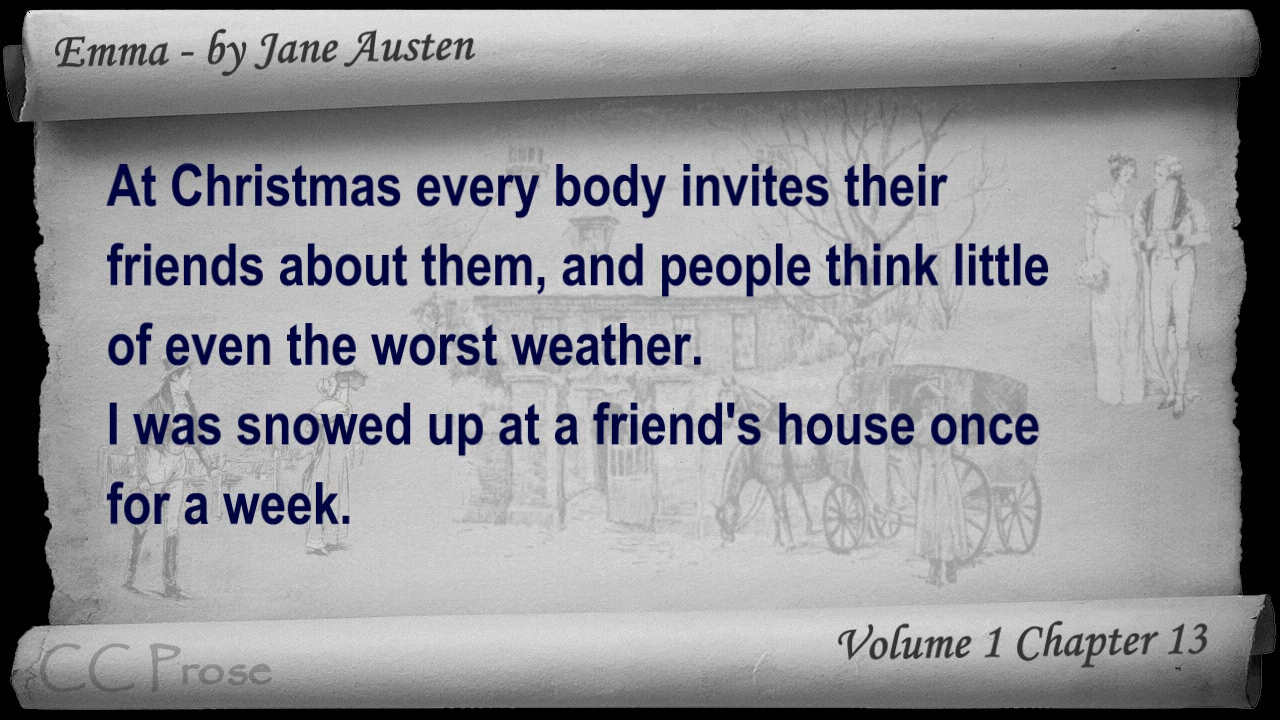 Emma - by Jane Austen
At Christmas every body invites their
friends about them, and people think little
of even the worst weather.
I was snowed up at a friend's house once
for a week.
Volume 1 Chapter 13
CC Prose